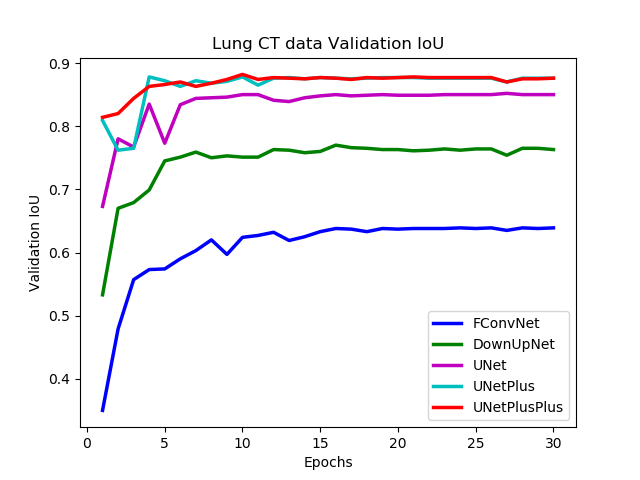 Lung CT data Validation IoU
Validation IoU
0.9
0.8
0.7
0.6
0.5
0.4
0
5
10
15
20
25
30
Epochs
FConvNet
DownUpNet
UNet
UNetPlus
UNetPlusPlus